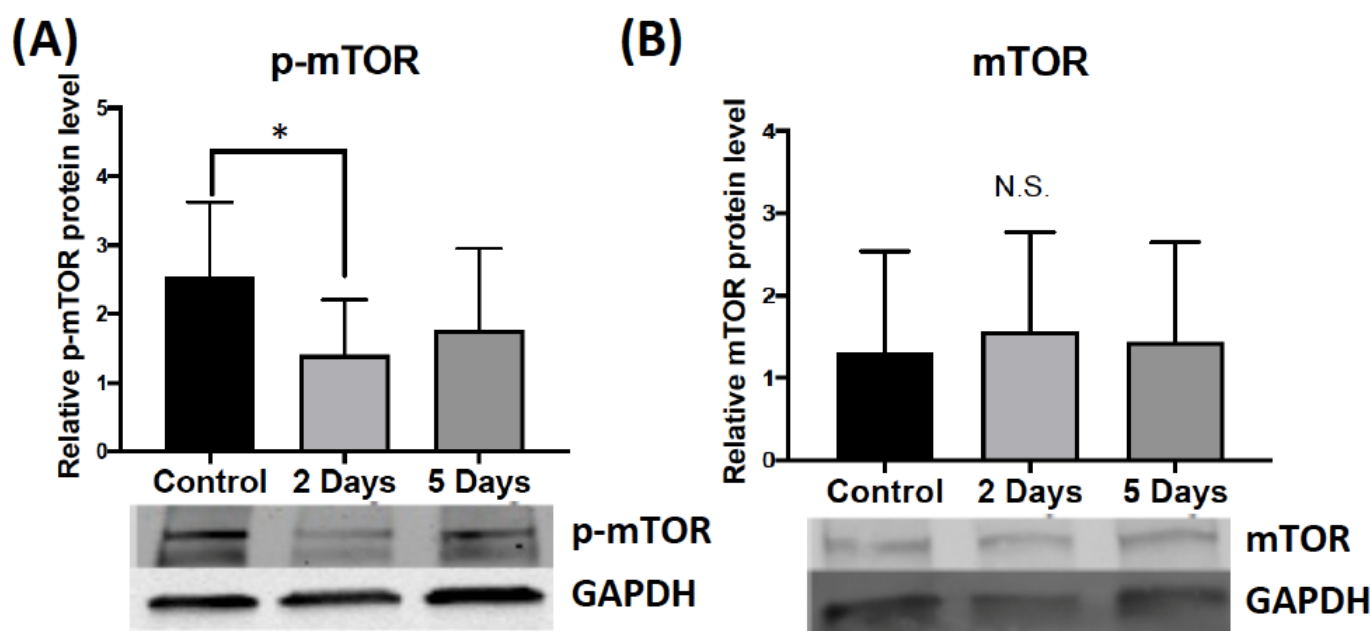 (A)
p-mTOR
Relative p-mTOR protein level
5
4
3
2
1
0
*
Control 2 Days 5 Days
p-mTOR
GAPDH
(B)
mTOR
Relative mTOR protein level
4
3
2
1
0
N.S.
Control 2 Days 5 Days
mTOR
GAPDH